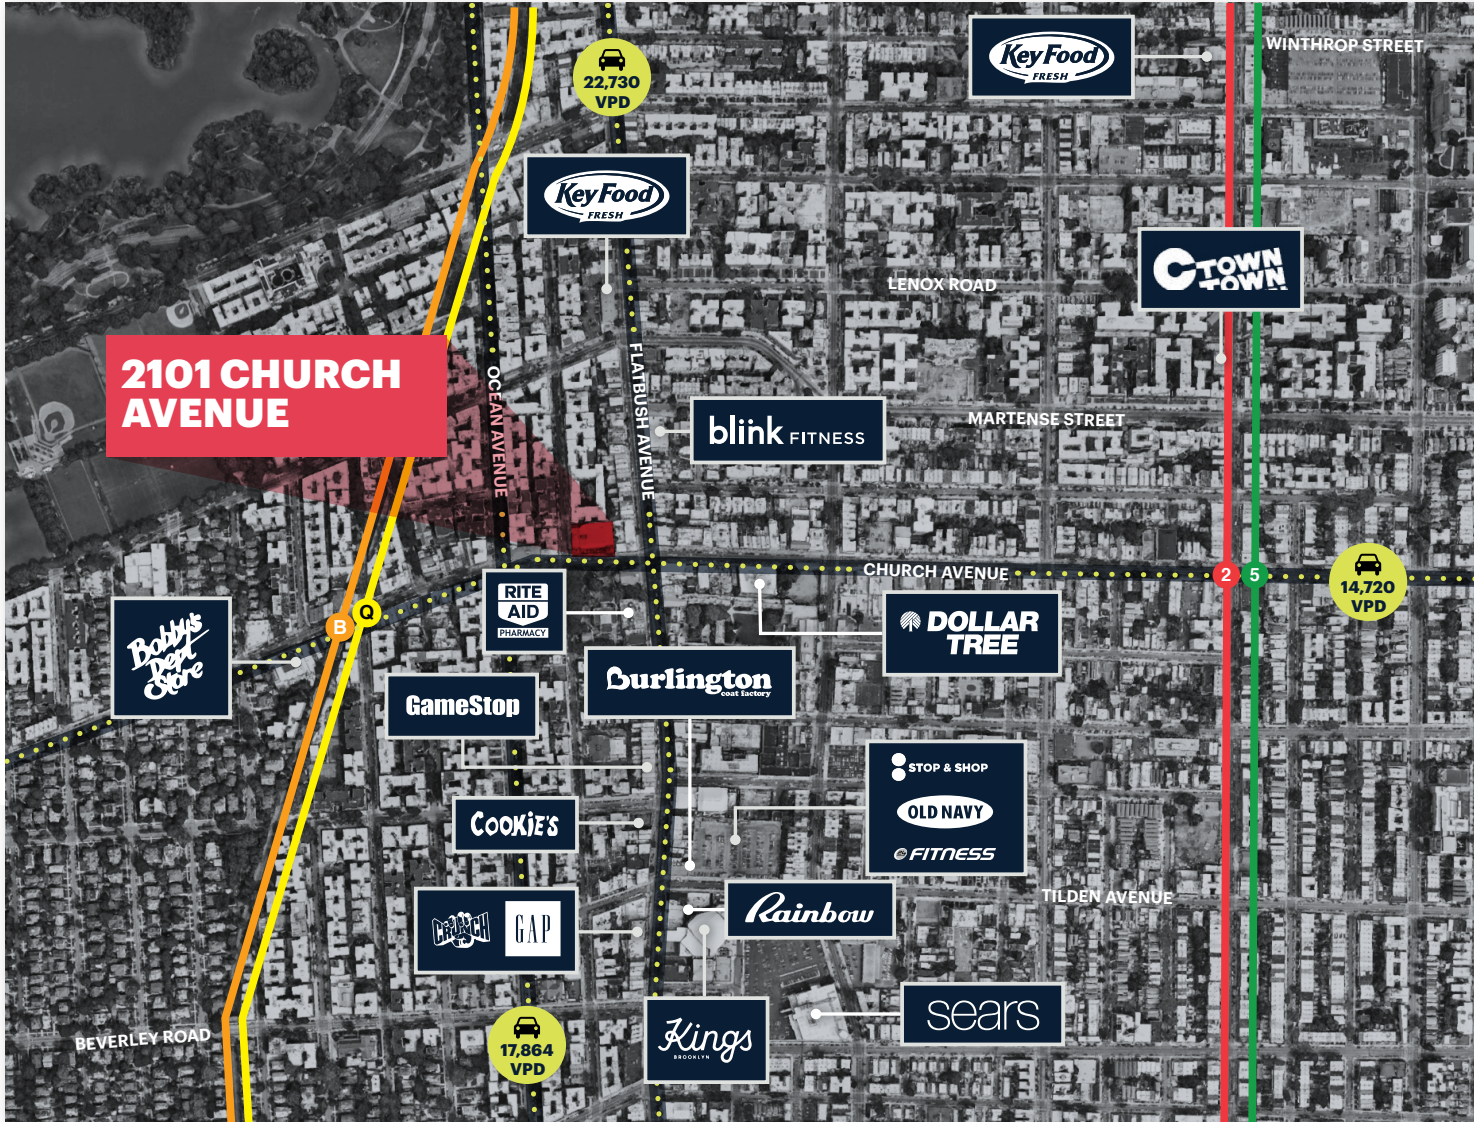 WINTHROP STREET
Key Food
FRESH
22,730
VPD
Key Food
FRESH
C TOWN
TOWN
LENOX ROAD
2101 CHURCH
AVENUE
OCEAN AVENUE
FLATBUSH AVENUE
blink FITNESS
MARTENSE STREET
CHURCH AVENUE
2
5
14,720
VPD
RITE
AID
PHARMACY
DOLLAR
TREE
B
Q
Bobby's
Dept
Store
Burlington
coat factory
GameStop
STOP & SHOP
OLD NAVY
FITNESS
COOKiE'S
TILDEN AVENUE
Rainbow
CRUNCH
GAP
sears
Kings
BROOKLYN
BEVERLEY ROAD
17,864
VPD